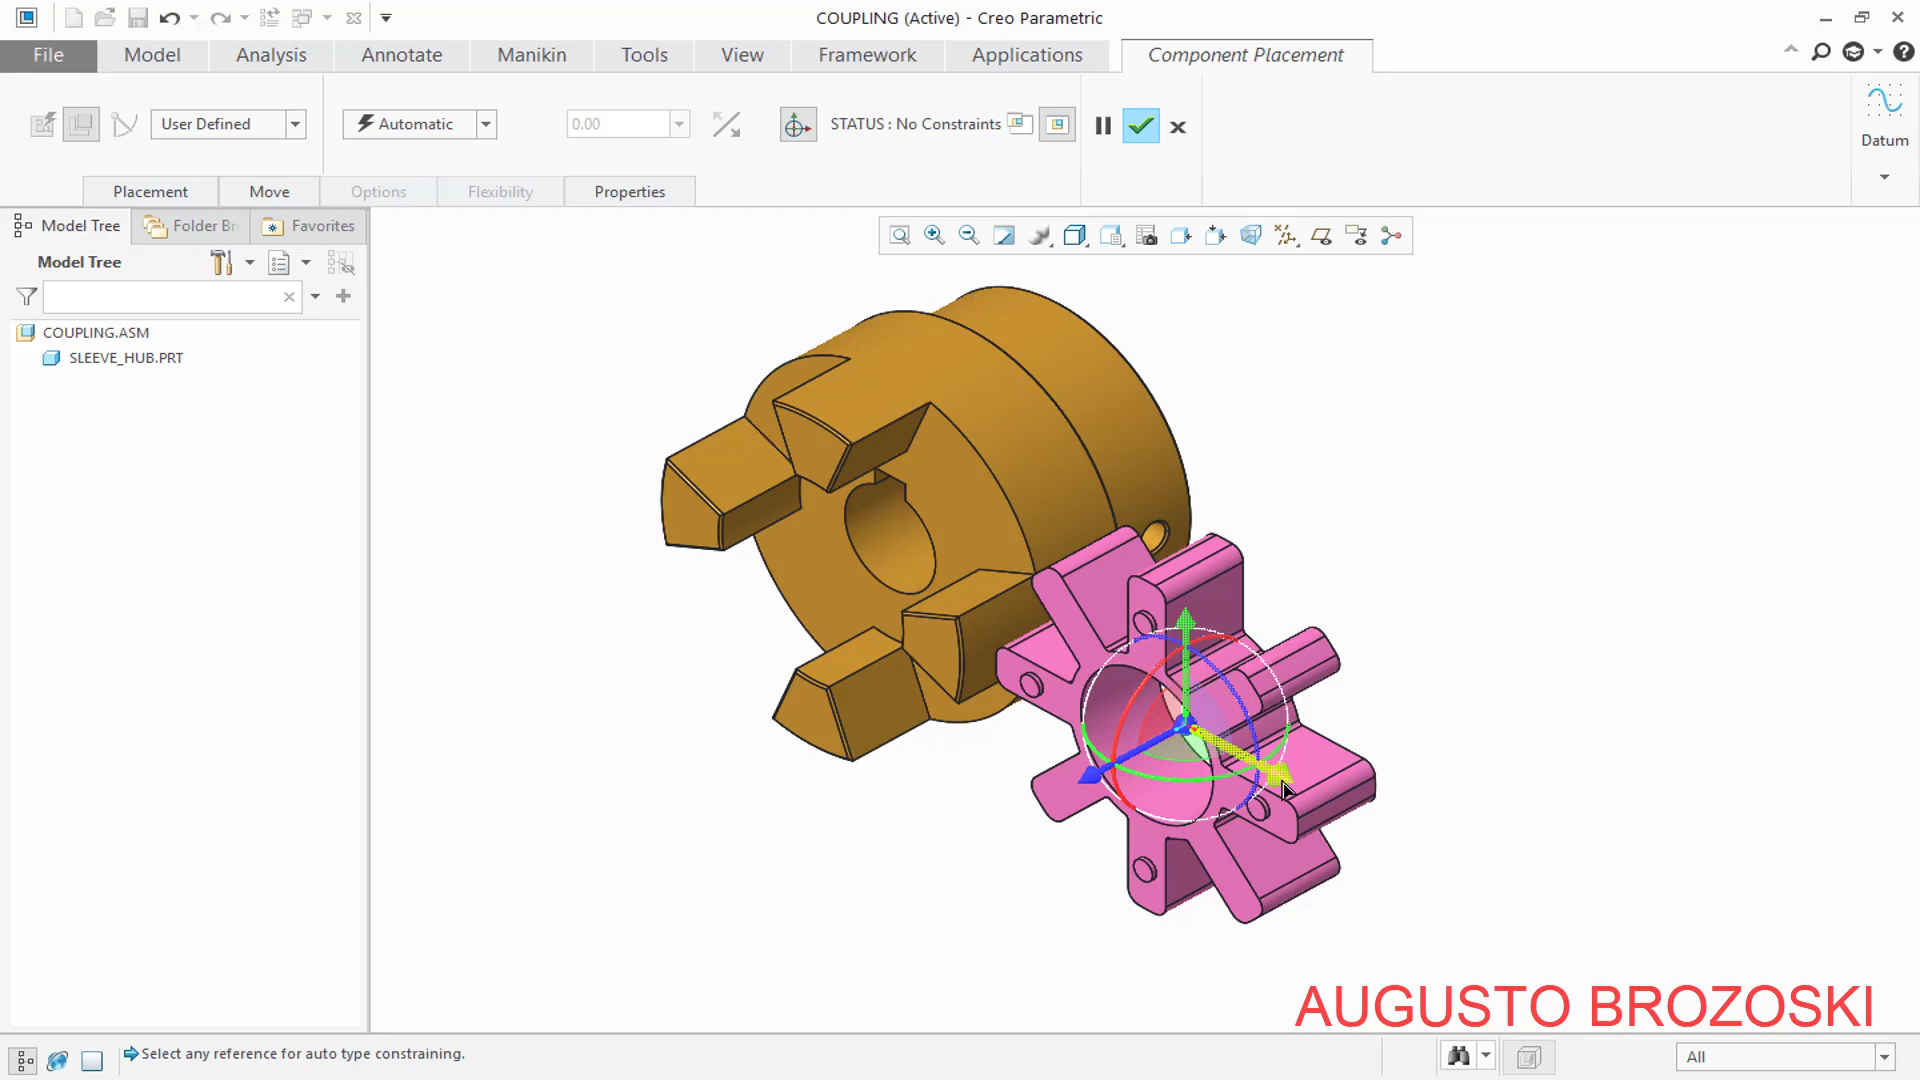 COUPLING (Active) - Creo Parametric
File Model Analysis Annotate Manikin Tools View Framework Applications Component Placement
User Defined Automatic 0.00 STATUS : No Constraints
Datum
Placement Move Options Flexibility Properties
Model Tree Folder Br Favorites
Model Tree
COUPLING.ASM
SLEEVE_HUB.PRT
AUGUSTO BROZOSKI
Select any reference for auto type constraining.
All